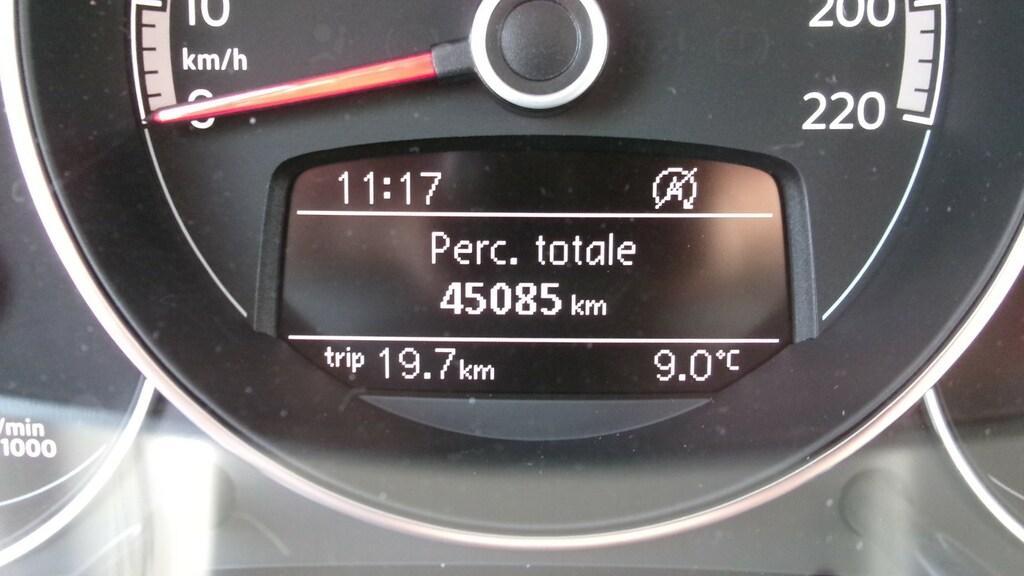 10
km/h
200
220
11:17
Perc. totale
45085 km
trip 19.7 km
9.0°C
/min
1000